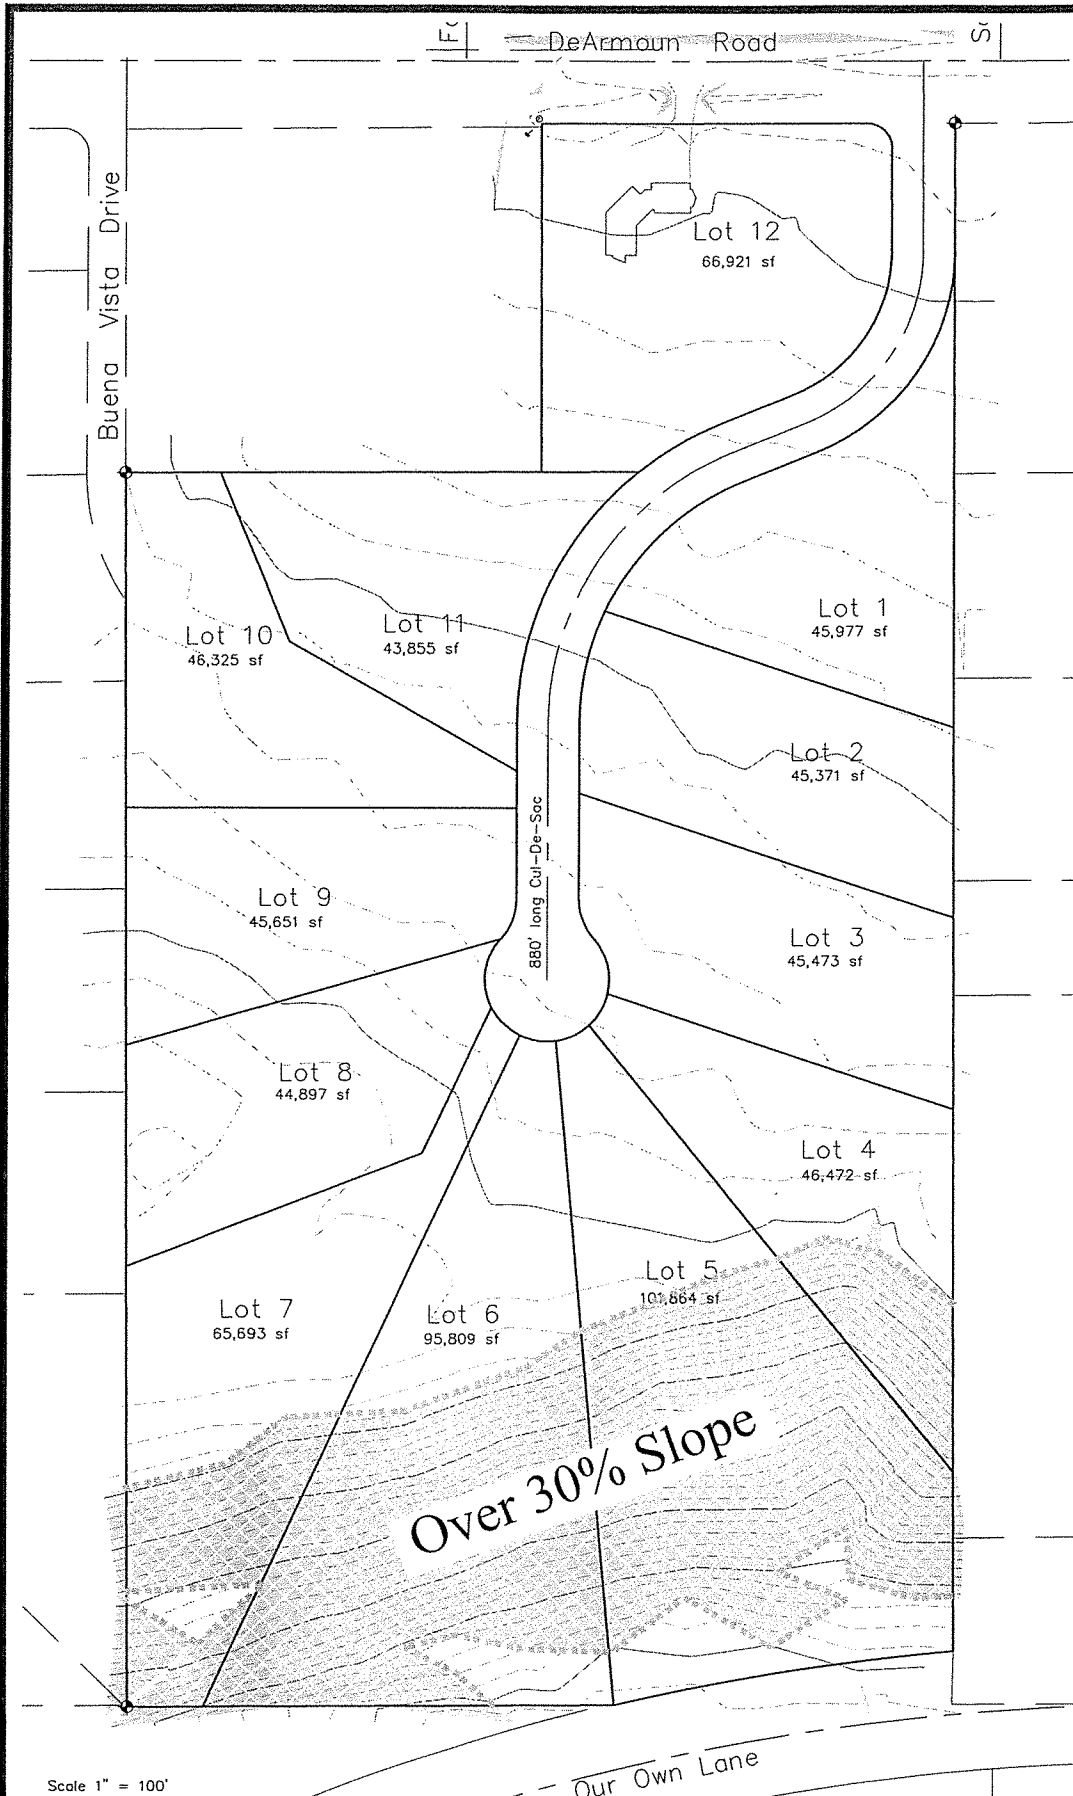 DeArmoun Road
Buena Vista Drive
Lot 12
66,921 sf
Lot 1
45,977 sf
Lot 10
46,325 sf
Lot 11
43,855 sf
Lot 2
45,371 sf
880' long Cul-De-Sac
Lot 9
45,651 sf
Lot 3
45,473 sf
Lot 8
44,897 sf
Lot 4
46,472 sf
Lot 5
101,864 sf
Lot 7
65,693 sf
Lot 6
95,809 sf
Over 30% Slope
Our Own Lane
Scale 1" = 100'